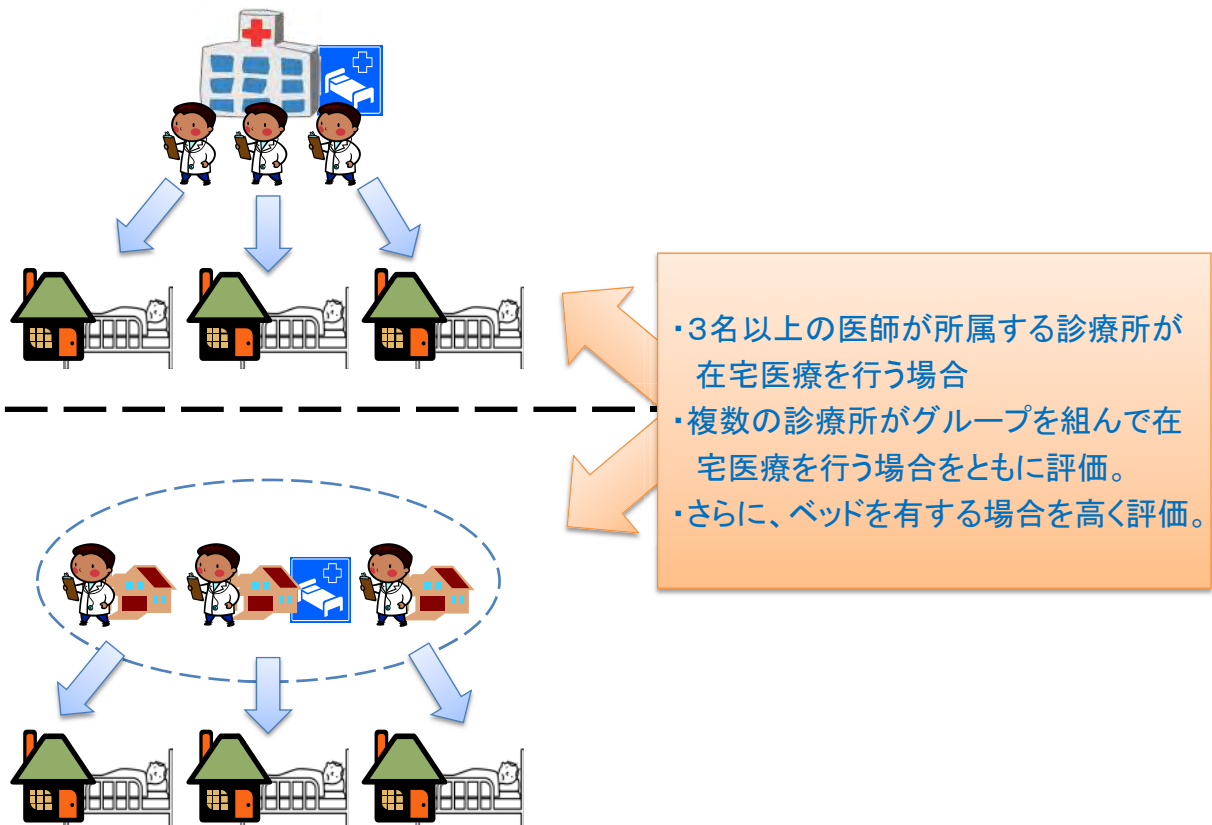 ・３名以上の医師が所属する診療所が
在宅医療を行う場合
・複数の診療所がグループを組んで在
宅医療を行う場合をともに評価。
・さらに、ベッドを有する場合を高く評価。